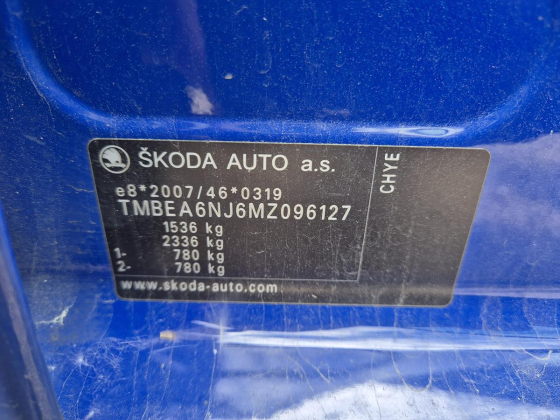 ŠKODA AUTO a.s.
e8*2007/46*0319
TMBEA6NJ6MZ096127
1536 kg
2336 kg
1- 780 kg
2- 780 kg
www.skoda-auto.com
CHYE